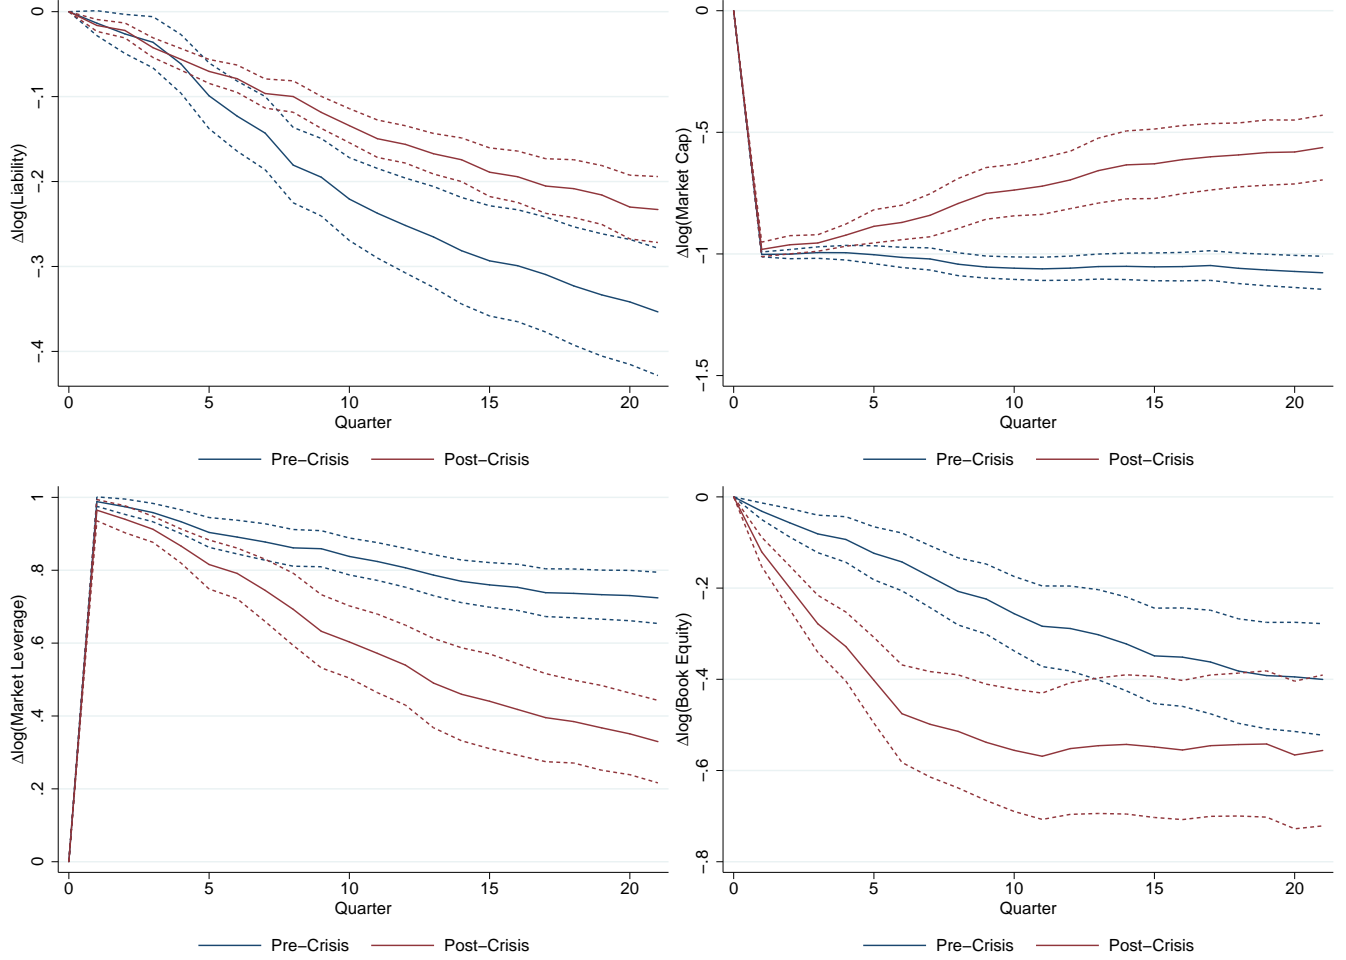 0
-.1
-.2
-.3
-.4
Δlog(Liability)
0 5 10 15 20
Quarter
Pre-Crisis Post-Crisis
0
-.5
-1
-1.5
Δlog(Market Cap)
0 5 10 15 20
Quarter
Pre-Crisis Post-Crisis
1
.8
.6
.4
.2
0
Δlog(Market Leverage)
0 5 10 15 20
Quarter
Pre-Crisis Post-Crisis
0
-.2
-.4
-.6
-.8
Δlog(Book Equity)
0 5 10 15 20
Quarter
Pre-Crisis Post-Crisis